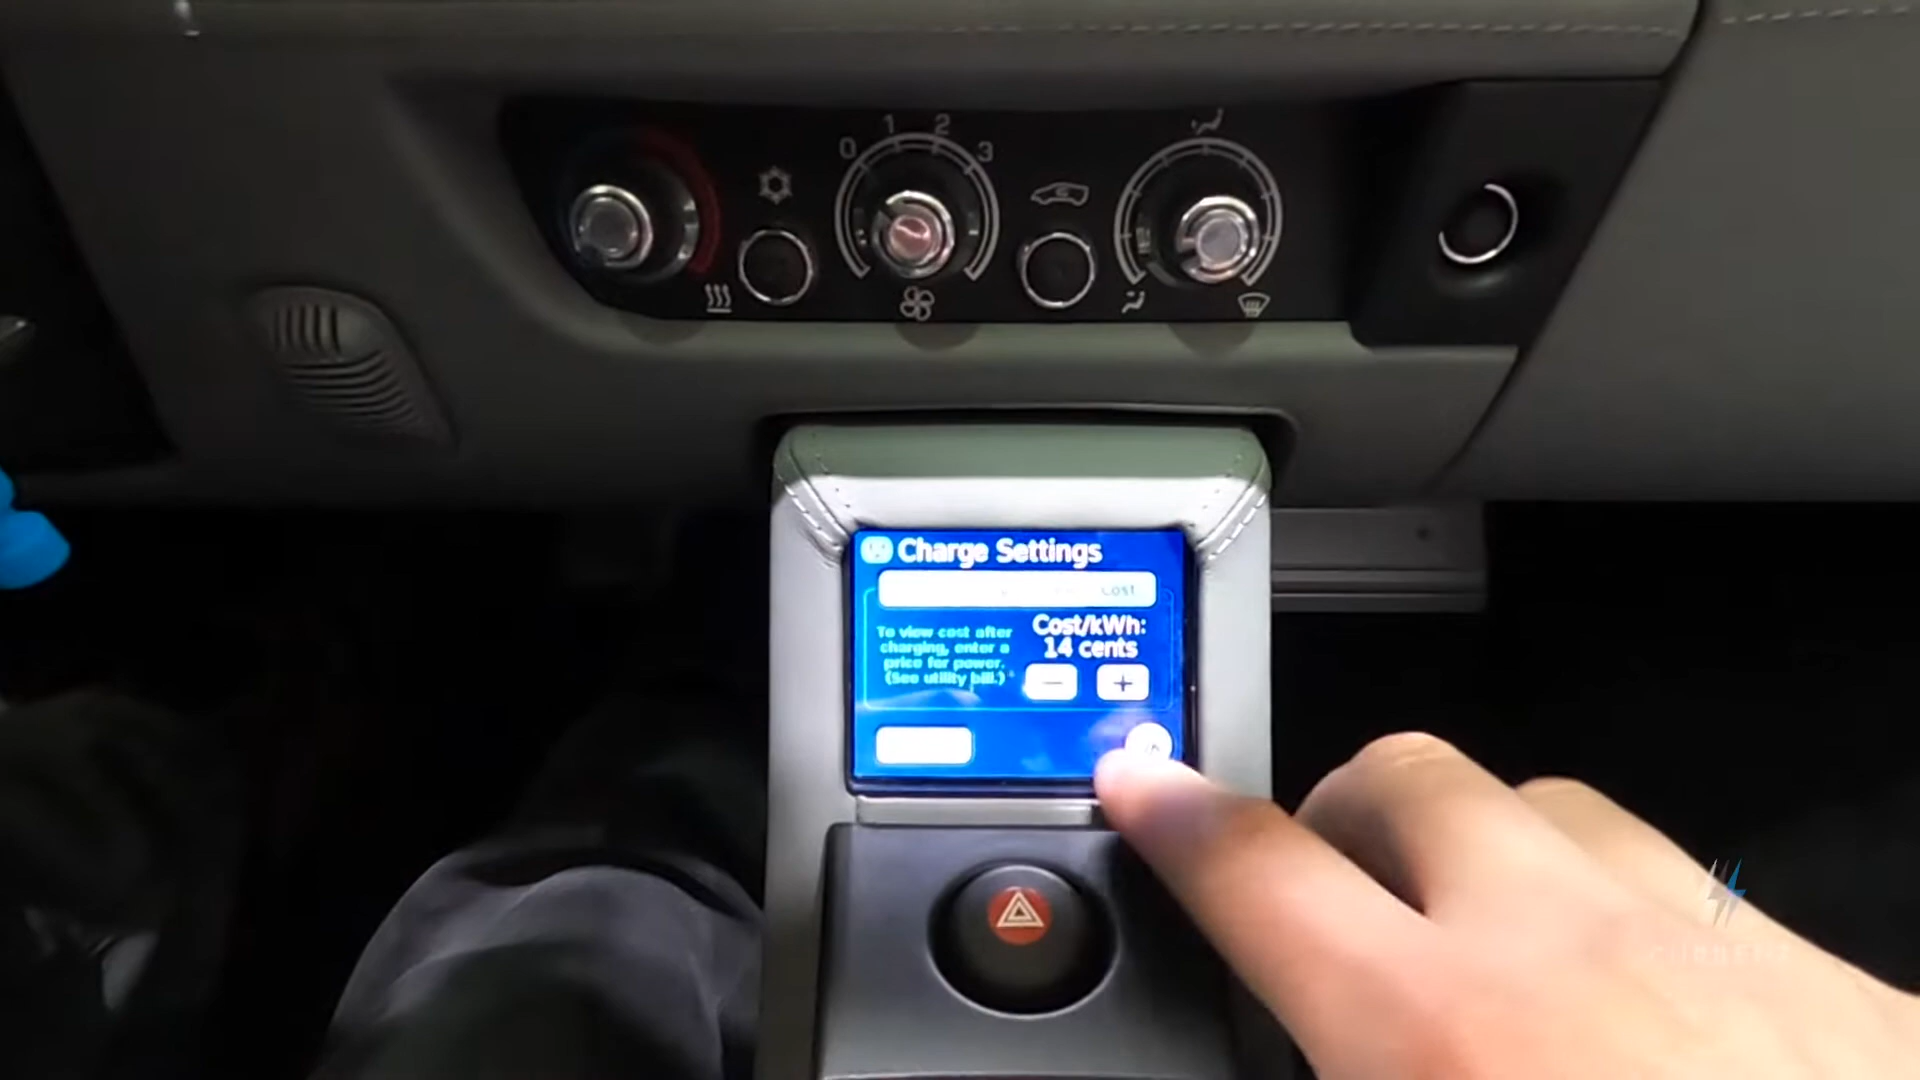 0 1 2 3
Charge Settings
Cost
Cost/kWh:
14 cents
To view cost after
charging, enter a
price for power.
(See utility bill.)
- +